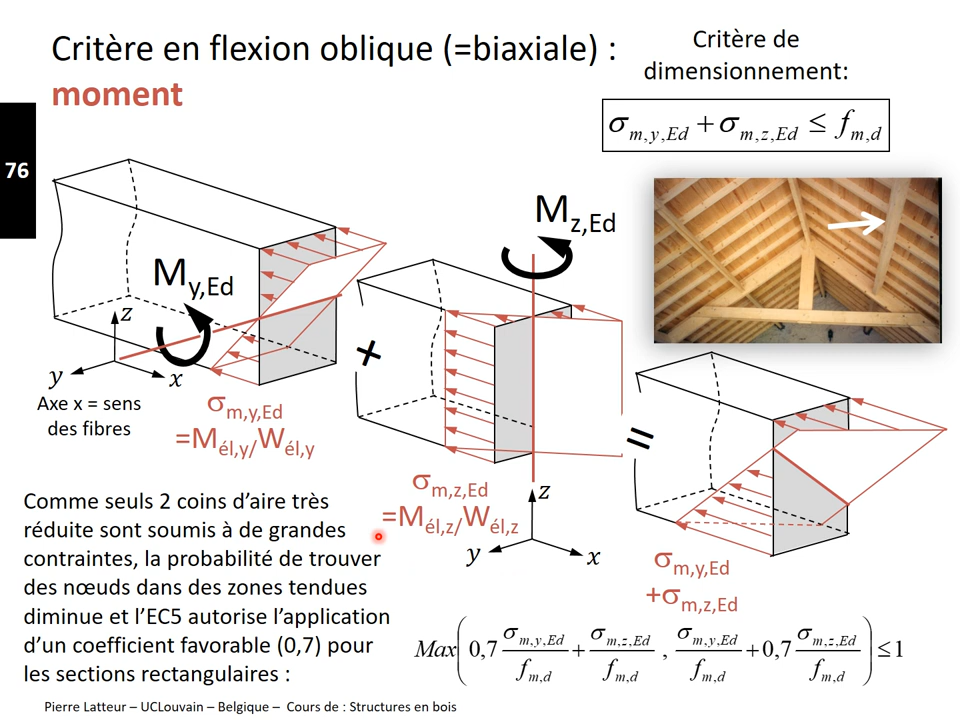 Critère en flexion oblique (=biaxiale) :
moment
Critère de
dimensionnement:
σm,y,Ed + σm,z,Ed ≤ fm,d
76
My,Ed
z
y
x
Axe x = sens
des fibres
σm,y,Ed
=Mél,y/Wél,y
+
Mz,Ed
σm,z,Ed
=Mél,z/Wél,z
z
y
x
=
σm,y,Ed
+σm,z,Ed
Comme seuls 2 coins d’aire très
réduite sont soumis à de grandes
contraintes, la probabilité de trouver
des nœuds dans des zones tendues
diminue et l’EC5 autorise l’application
d’un coefficient favorable (0,7) pour
les sections rectangulaires :
Max(0,7 σm,y,Ed/fm,d + σm,z,Ed/fm,d , σm,y,Ed/fm,d + 0,7 σm,z,Ed/fm,d) ≤ 1
Pierre Latteur – UCLouvain – Belgique – Cours de : Structures en bois